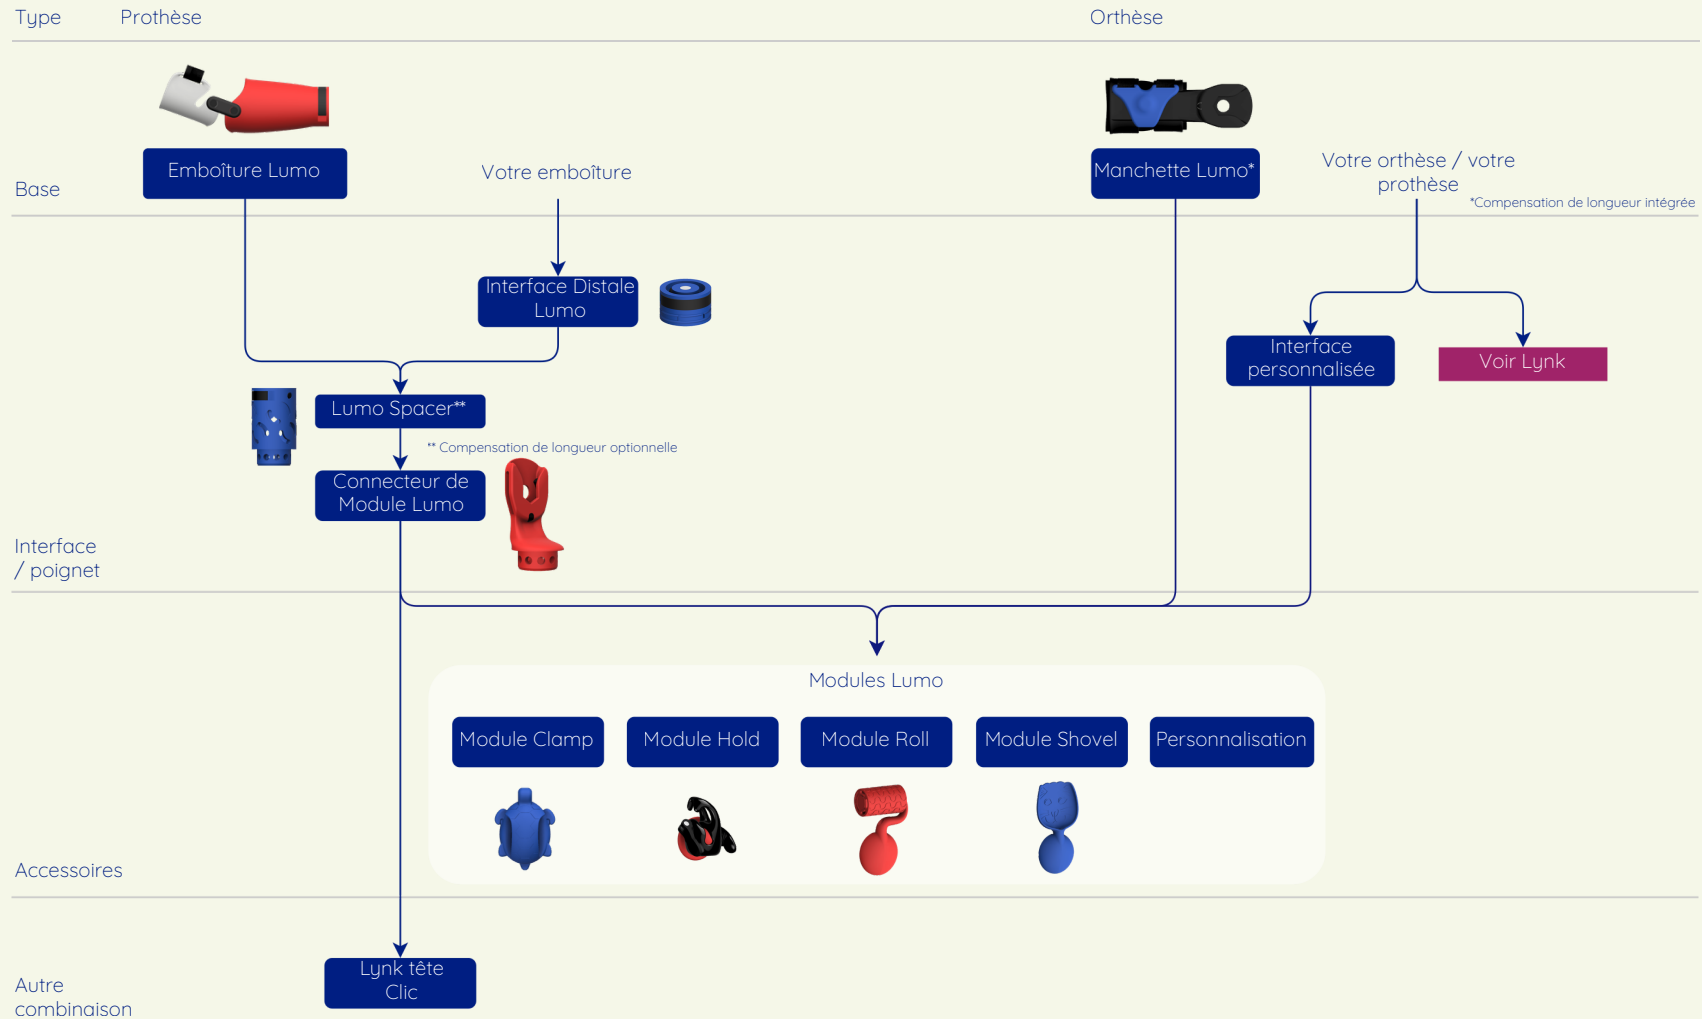 Type
Prothèse
Orthèse
Emboîture Lumo
Votre emboîture
Manchette Lumo*
Votre orthèse / votre
prothèse
Base
*Compensation de longueur intégrée
Interface Distale
Lumo
Interface
personnalisée
Voir Lynk
Lumo Spacer**
** Compensation de longueur optionnelle
Connecteur de
Module Lumo
Interface
/ poignet
Modules Lumo
Module Clamp
Module Hold
Module Roll
Module Shovel
Personnalisation
Accessoires
Lynk tête
Clic
Autre
combinaison